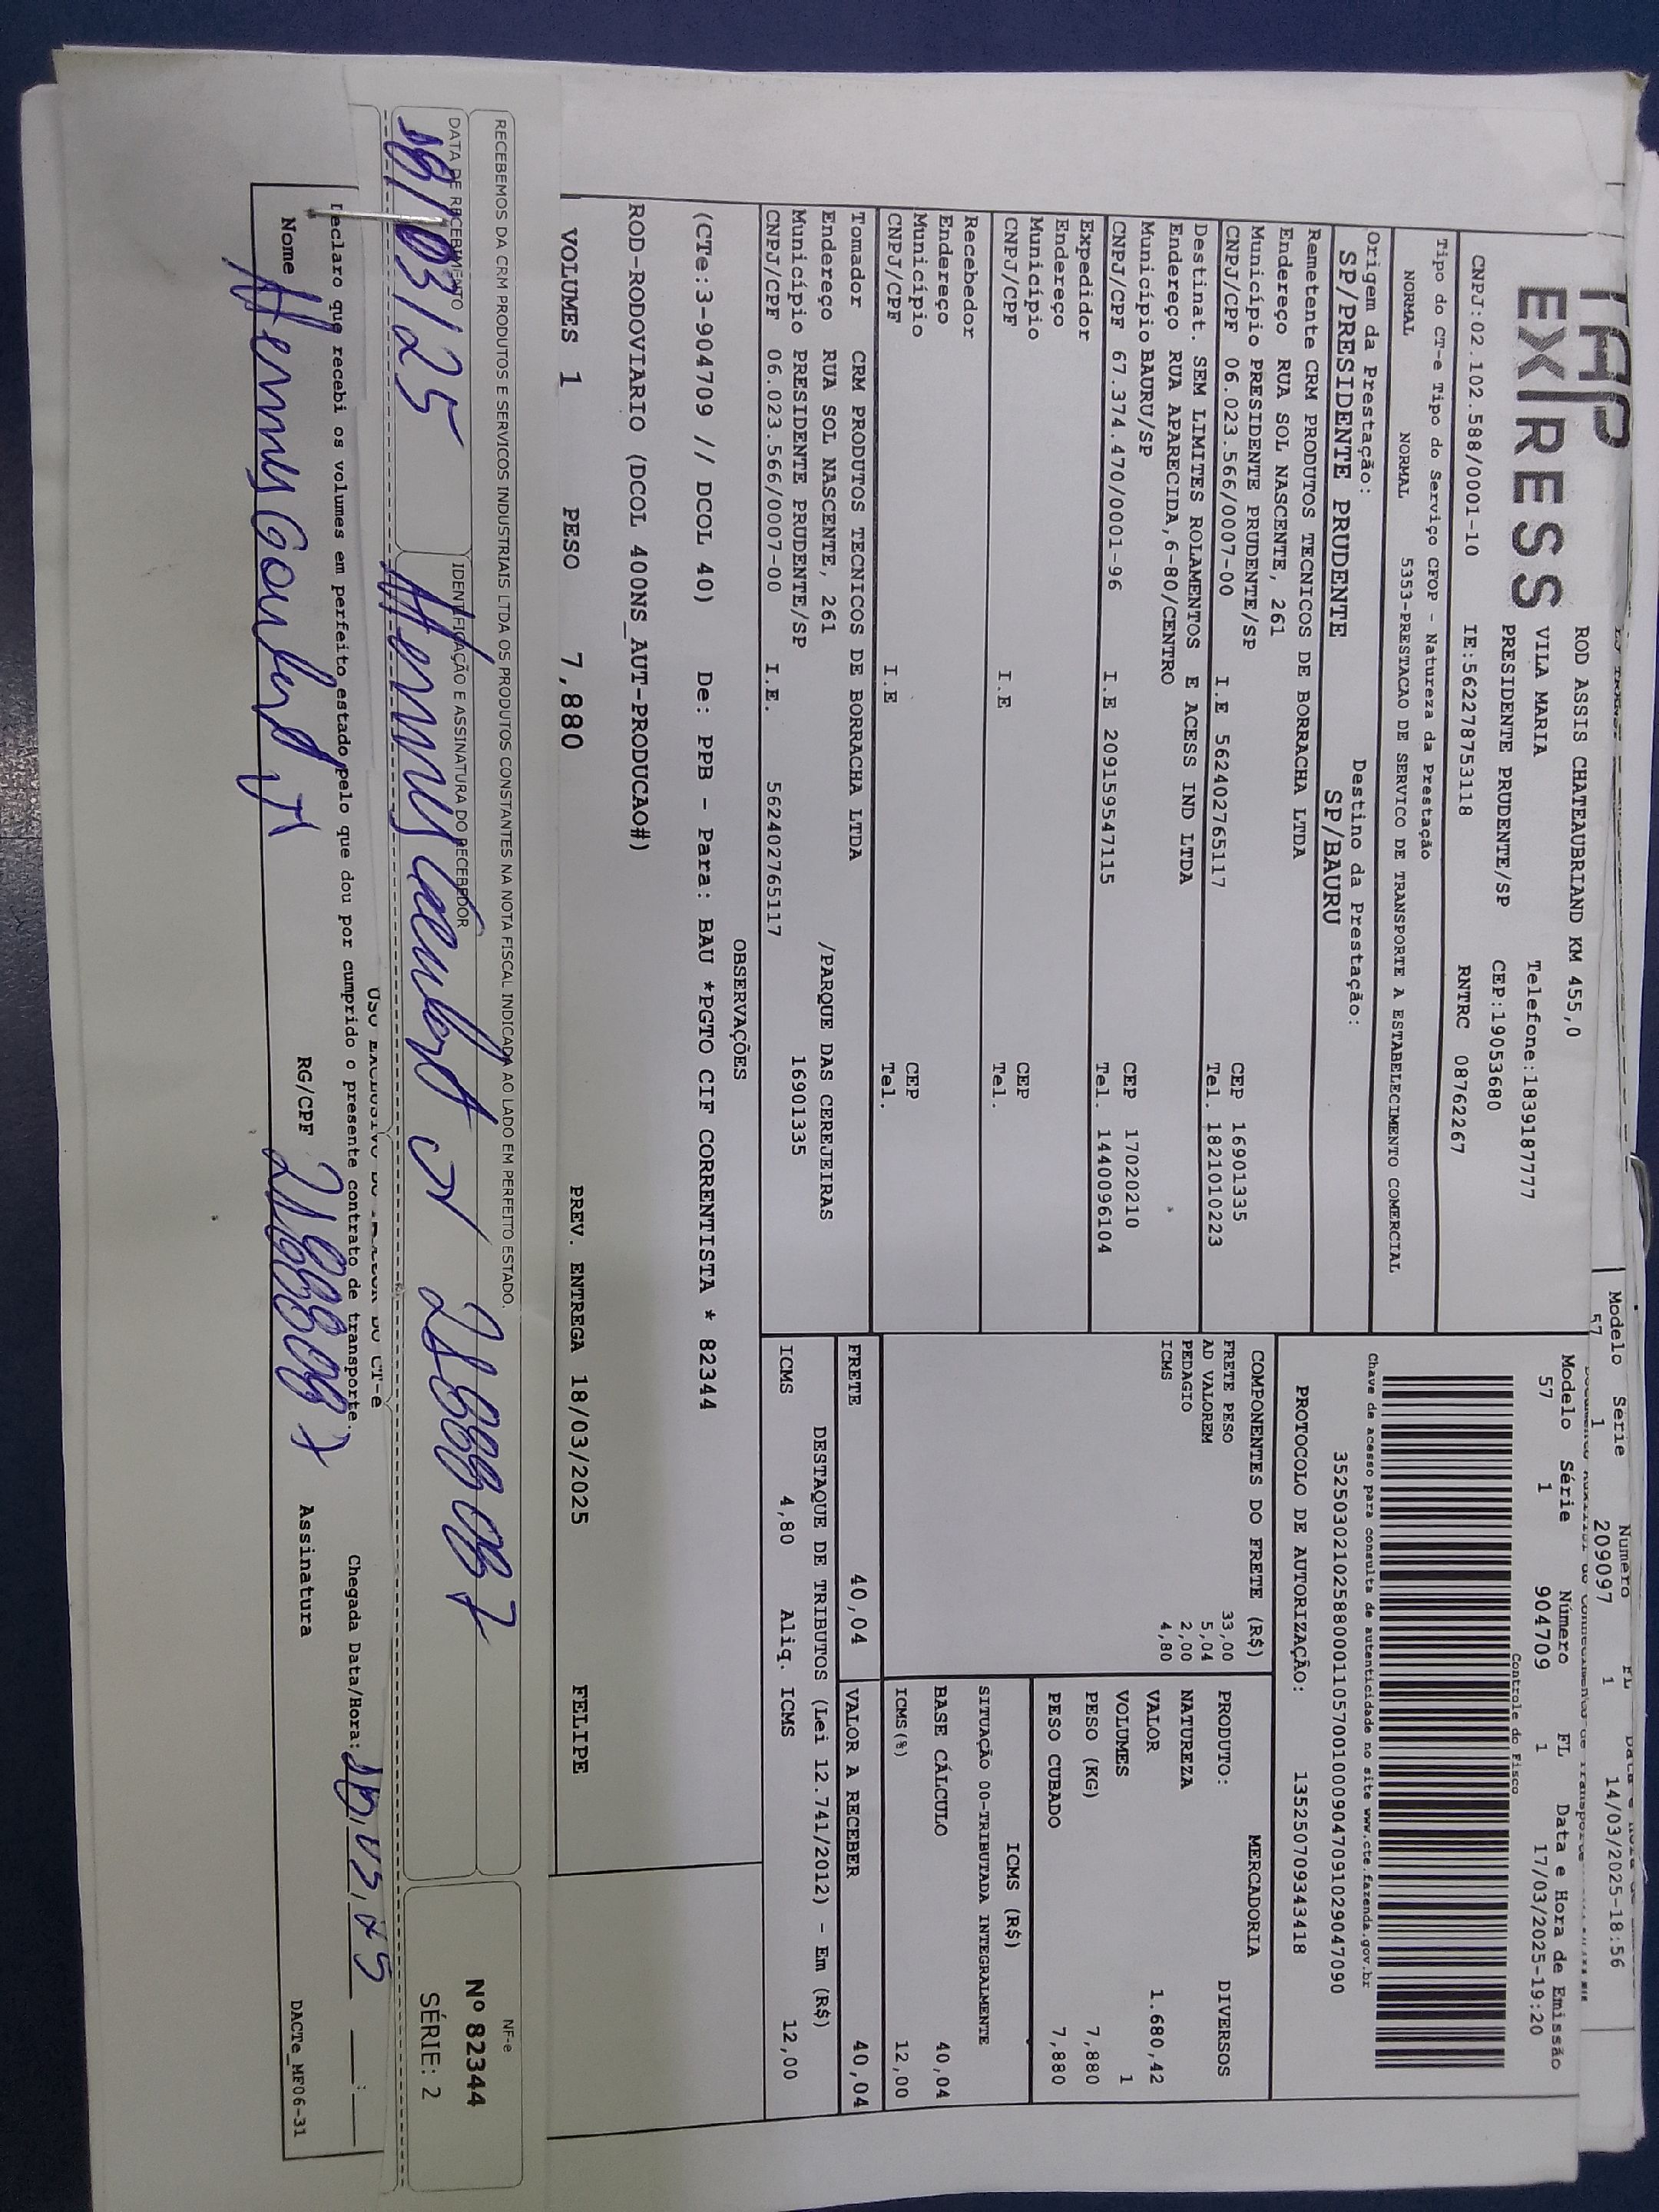 Modelo Serie Número FL
57 1 209097 1 14/03/2025-18:56
TAP
EXPRESS
ROD ASSIS CHATEAUBRIAND KM 455,0
VILA MARIA Telefone:1839187777
PRESIDENTE PRUDENTE/SP CEP:19053680
CNPJ:02.102.588/0001-10 IE:562278753118 RNTRC 08762267
Modelo Série Número FL Data e Hora de Emissão
57 1 904709 1 17/03/2025-19:20
Controle do Fisco
Tipo do CT-e Tipo do Serviço CFOP - Natureza da Prestação
NORMAL NORMAL 5353-PRESTACAO DE SERVICO DE TRANSPORTE A ESTABELECIMENTO COMERCIAL
Chave de acesso para consulta de autenticidade no site www.cte.fazenda.gov.br
35250302102588000110570010009047091029047090
Origem da Prestação: Destino da Prestação:
SP/PRESIDENTE PRUDENTE SP/BAURU
PROTOCOLO DE AUTORIZAÇÃO: 135250709343418
Remetente CRM PRODUTOS TECNICOS DE BORRACHA LTDA
Endereço RUA SOL NASCENTE, 261
Município PRESIDENTE PRUDENTE/SP CEP 16901335
CNPJ/CPF 06.023.566/0007-00 I.E 562402765117 Tel. 1821010223
Destinat. SEM LIMITES ROLAMENTOS E ACESS IND LTDA
Endereço RUA APARECIDA,6-80/CENTRO
Município BAURU/SP CEP 17020210
CNPJ/CPF 67.374.470/0001-96 I.E 209159547115 Tel. 1440096104
Expedidor
Endereço
Município CEP
CNPJ/CPF I.E Tel.
Recebedor
Endereço
Município CEP
CNPJ/CPF I.E Tel.
COMPONENTES DO FRETE (R$)
FRETE PESO 33,00
AD VALOREM 5,04
PEDAGIO 2,00
ICMS 4,80
MERCADORIA
PRODUTO: DIVERSOS
NATUREZA
VALOR 1.680,42
VOLUMES 1
PESO (KG) 7,880
PESO CUBADO 7,880
ICMS (R$)
SITUAÇÃO 00-TRIBUTADA INTEGRALMENTE
BASE CÁLCULO 40,04
ICMS(%) 12,00
Tomador CRM PRODUTOS TECNICOS DE BORRACHA LTDA
Endereço RUA SOL NASCENTE, 261 /PARQUE DAS CEREJEIRAS
Município PRESIDENTE PRUDENTE/SP 16901335
CNPJ/CPF 06.023.566/0007-00 I.E. 562402765117
FRETE 40,04 VALOR A RECEBER 40,04
DESTAQUE DE TRIBUTOS (Lei 12.741/2012) - Em (R$)
ICMS 4,80 Aliq. ICMS 12,00
OBSERVAÇÕES
(CTe:3-904709 // DCOL 40) De: PPB - Para: BAU *PGTO CIF CORRENTISTA * 82344
ROD-RODOVIARIO (DCOL 400NS_AUT-PRODUCAO#)
VOLUMES 1 PESO 7,880 PREV. ENTREGA 18/03/2025 FELIPE
RECEBEMOS DA CRM PRODUTOS E SERVICOS INDUSTRIAIS LTDA OS PRODUTOS CONSTANTES NA NOTA FISCAL INDICADA AO LADO EM PERFEITO ESTADO.
DATA DE RECEBIMENTO IDENTIFICAÇÃO E ASSINATURA DO RECEBEDOR
18/03/25
NF-e
Nº 82344
SÉRIE: 2
Declaro que recebi os volumes em perfeito estado pelo que dou por cumprido o presente contrato de transporte.
Chegada Data/Hora: 18,03,25 :
Nome RG/CPF Assinatura
DACTe_MF06-31